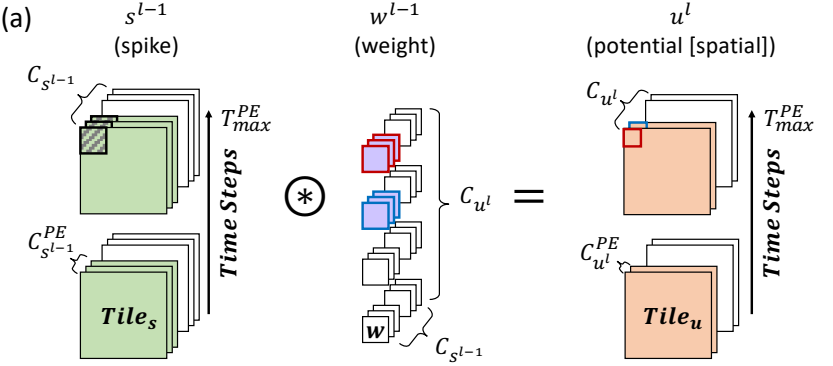 (a)
s^{l-1}
(spike)
w^{l-1}
(weight)
u^l
(potential [spatial])
C_{s^{l-1}}
T_{max}^{PE}
Time Steps
C_{s^{l-1}}^{PE}
Tile_s
⊛
C_{u^l}
w
C_{s^{l-1}}
=
C_{u^l}
T_{max}^{PE}
Time Steps
C_{u^l}^{PE}
Tile_u